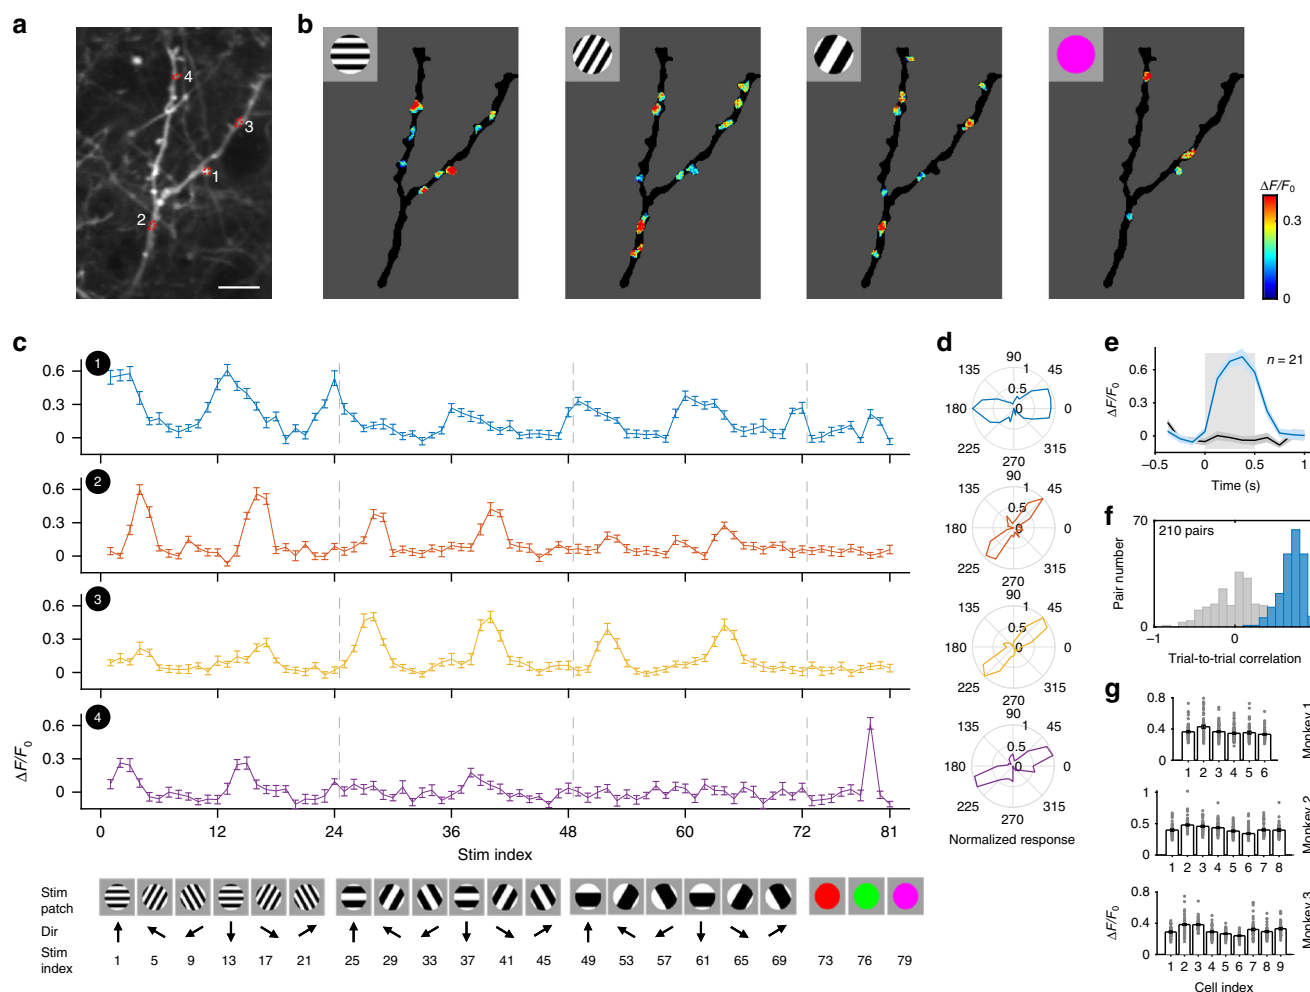 a
b
4
3
1
2
ΔF/F0
0.3
0
c
1
0.6
0.3
0
2
0.6
0.3
0
3
0.6
0.3
0
4
0.6
0.3
0
ΔF/F0
0 12 24 36 48 60 72 81
Stim index
Stim patch
Dir
Stim index
1 5 9 13 17 21 25 29 33 37 41 45 49 53 57 61 65 69 73 76 79
d
90
135 1 45
0.5
180 0 0
225 315
270
90
135 1 45
0.5
180 0 0
225 315
270
90
135 1 45
0.5
180 0 0
225 315
270
90
135 1 45
0.5
180 0 0
225 315
270
Normalized response
e
n = 21
ΔF/F0
0.6
0.3
0
−0.5 0 0.5 1
Time (s)
f
70
210 pairs
Pair number
0
−1 0
Trial-to-trial correlation
g
0.8
0.4
0
1 2 3 4 5 6
Monkey 1
1
0.5
0
1 2 3 4 5 6 7 8
Monkey 2
0.8
0.4
0
1 2 3 4 5 6 7 8 9
Monkey 3
ΔF/F0
Cell index